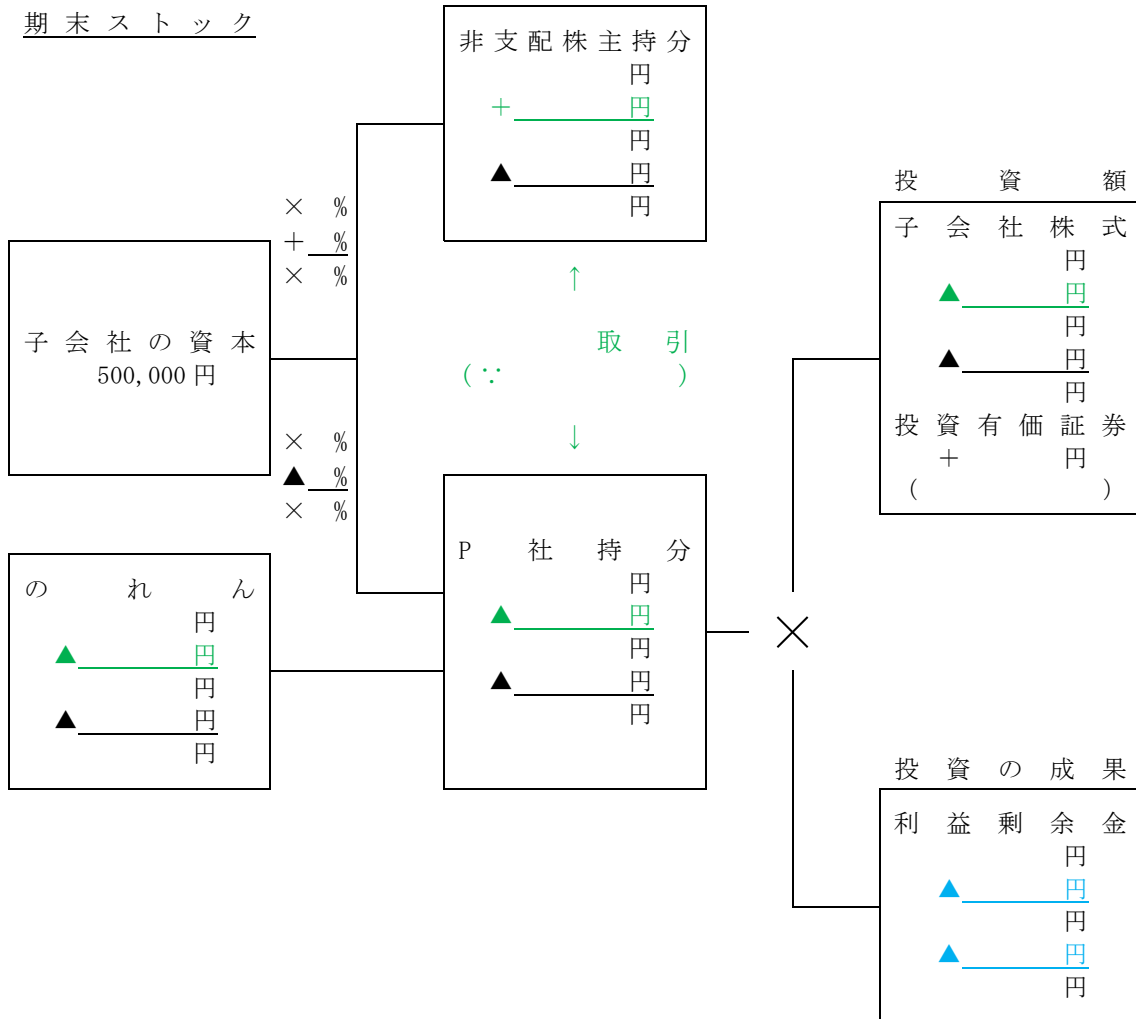 期末ストック
非支配株主持分
円
+ 円
円
▲ 円
円
× %
+ %
× %
子会社の資本
500,000 円
× %
▲ %
× %
↑
取引
(∵ )
↓
P 社持分
円
▲ 円
円
▲ 円
円
のれん
円
▲ 円
円
▲ 円
円
×
投資額
子会社株式
円
▲ 円
円
▲ 円
円
投資有価証券
+ 円
( )
投資の成果
利益剰余金
円
▲ 円
円
▲ 円
円